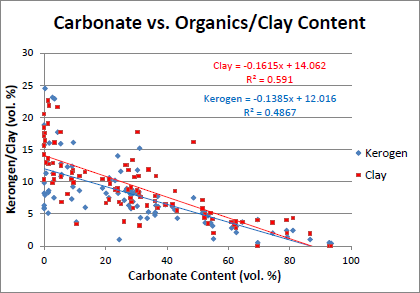 Carbonate vs. Organics/Clay Content
Clay = -0.1615x + 14.062
R² = 0.591
Kerogen = -0.1385x + 12.016
R² = 0.4867
Kerongen/Clay (vol. %)
30
25
20
15
10
5
0
0 20 40 60 80 100
Carbonate Content (vol. %)
Kerogen
Clay